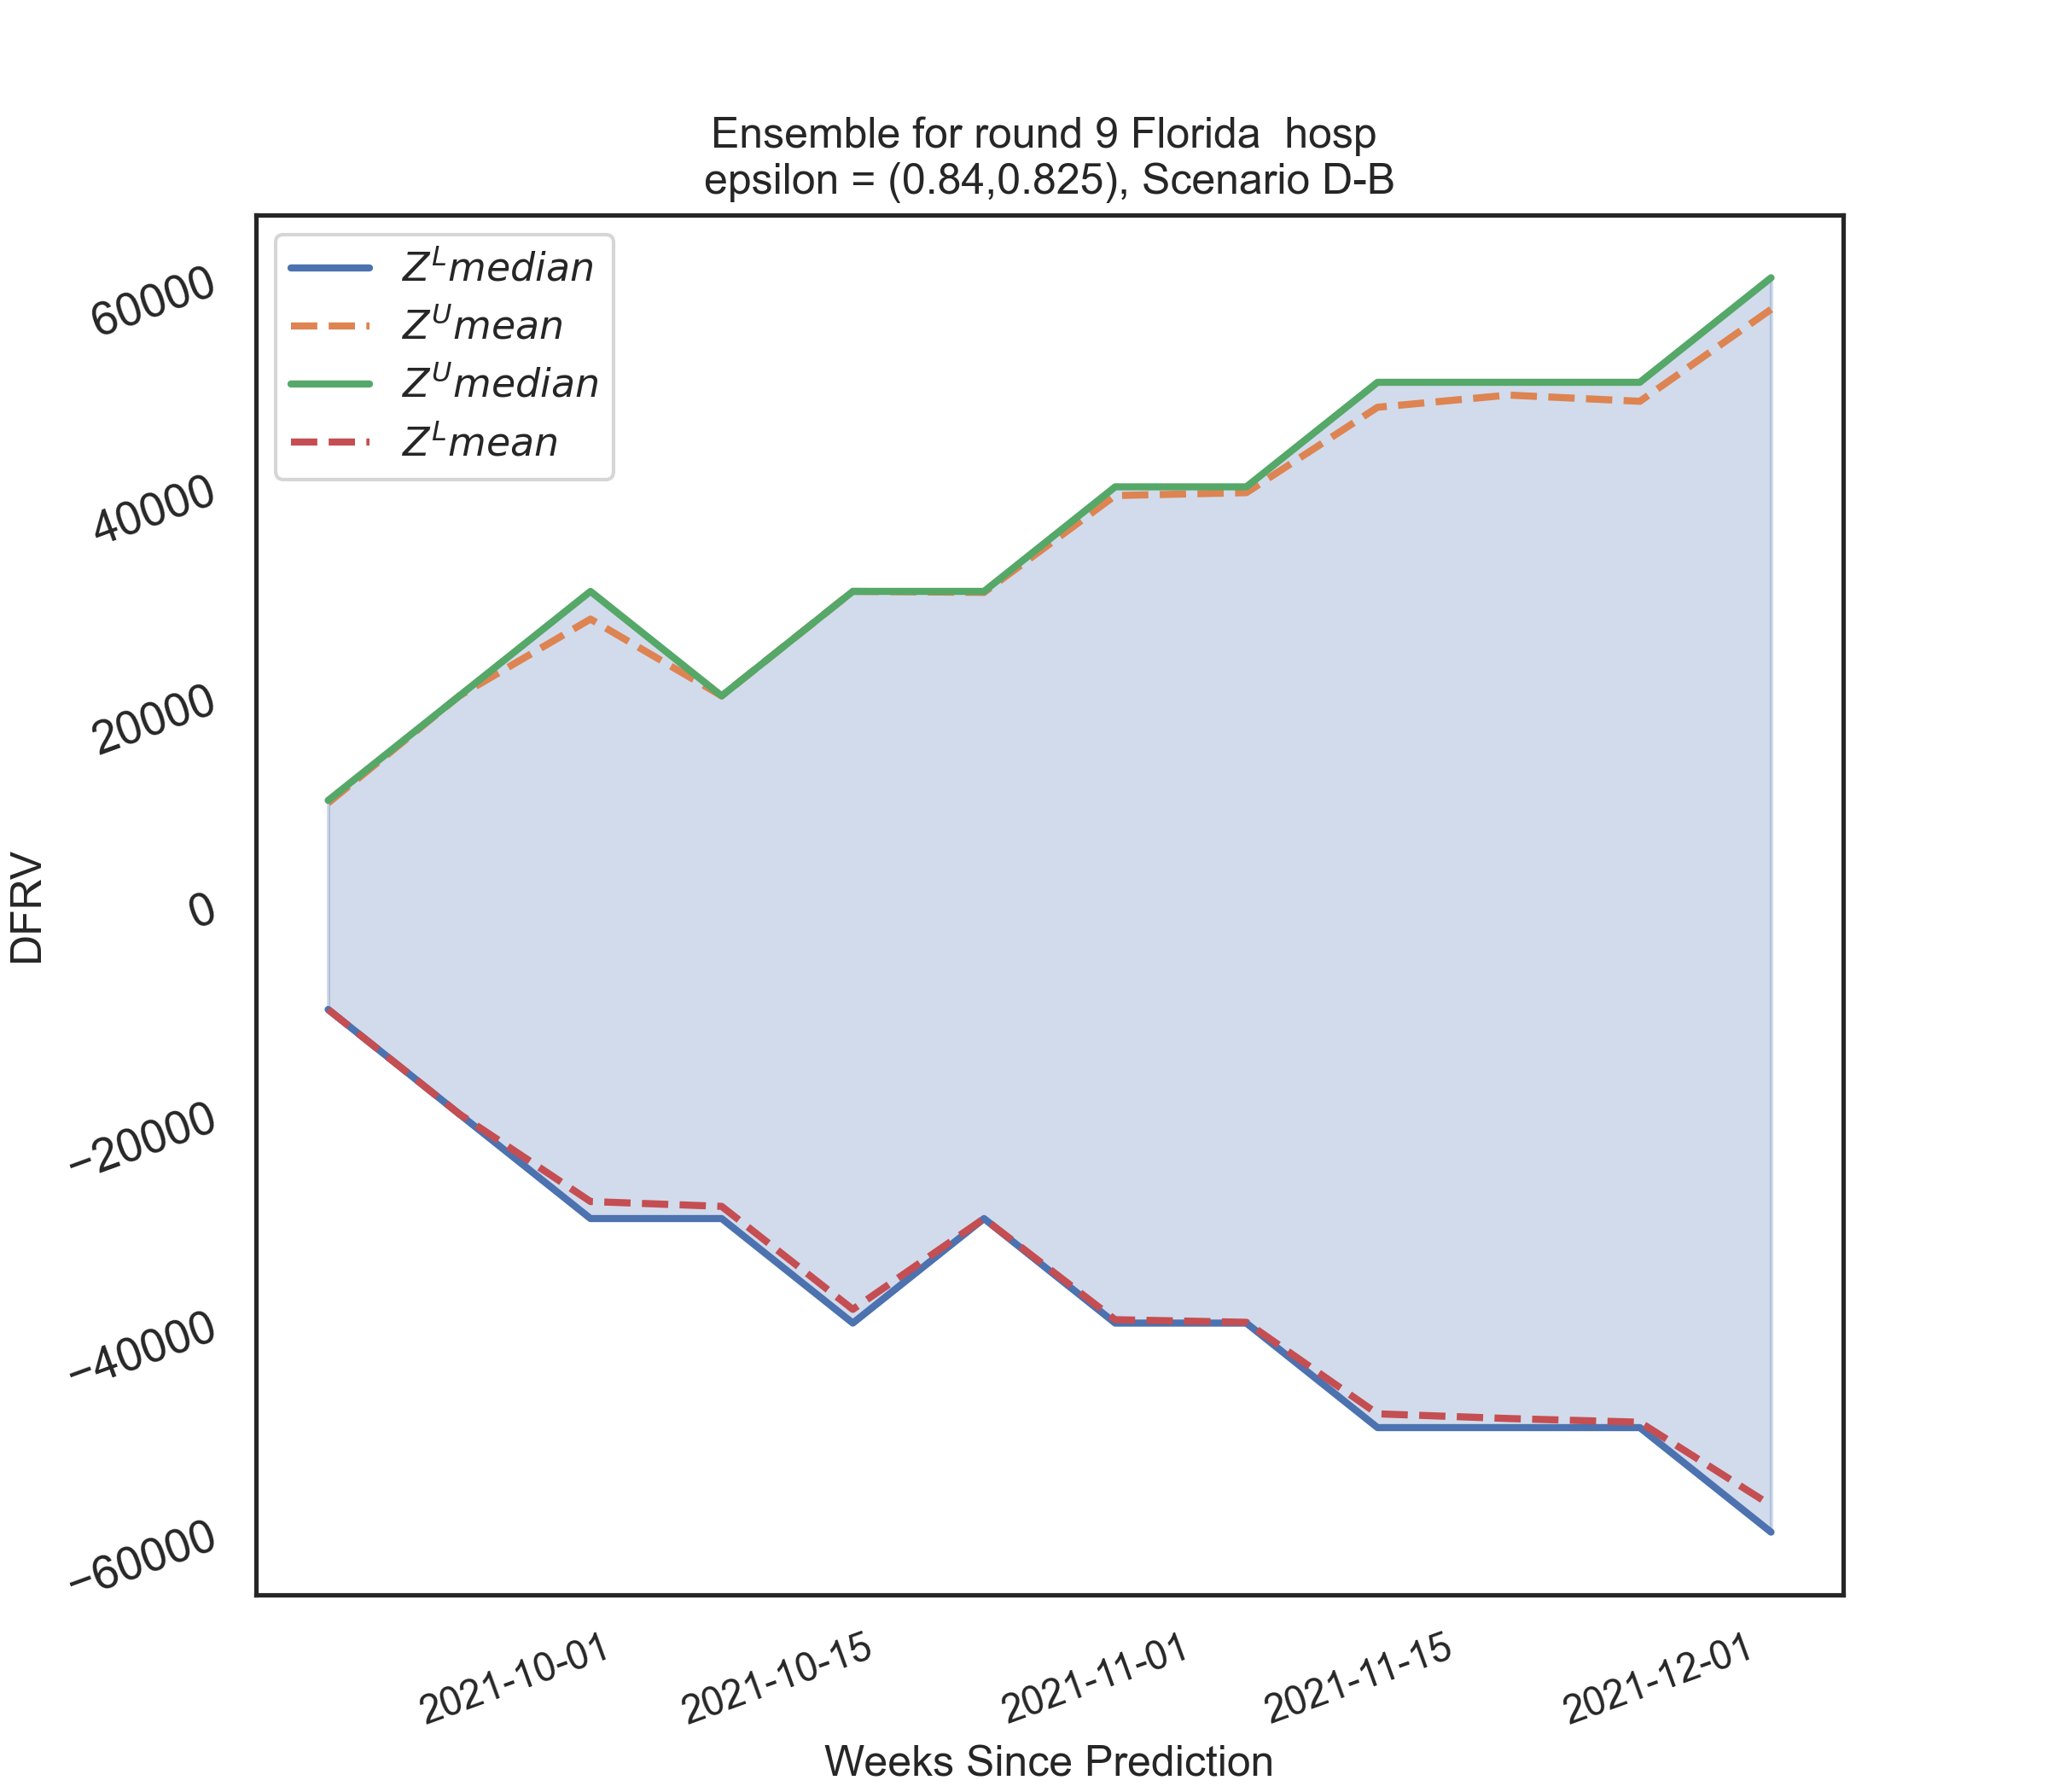 Ensemble for round 9 Florida  hosp
epsilon = (0.84,0.825), Scenario D-B
Z^L median
Z^U mean
Z^U median
Z^L mean
60000
40000
20000
0
−20000
−40000
−60000
DFRV
2021-10-01
2021-10-15
2021-11-01
2021-11-15
2021-12-01
Weeks Since Prediction